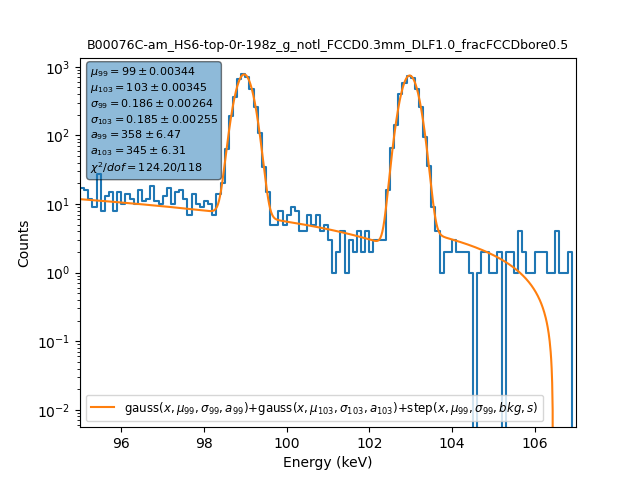 B00076C-am_HS6-top-0r-198z_g_notl_FCCD0.3mm_DLF1.0_fracFCCDbore0.5
μ₉₉ = 99 ± 0.00344
μ₁₀₃ = 103 ± 0.00345
σ₉₉ = 0.186 ± 0.00264
σ₁₀₃ = 0.185 ± 0.00255
a₉₉ = 358 ± 6.47
a₁₀₃ = 345 ± 6.31
χ²/dof = 124.20/118
10³
10²
10¹
10⁰
10⁻¹
10⁻²
Counts
gauss(x, μ₉₉, σ₉₉, a₉₉)+gauss(x, μ₁₀₃, σ₁₀₃, a₁₀₃)+step(x, μ₉₉, σ₉₉, bkg, s)
96 98 100 102 104 106
Energy (keV)